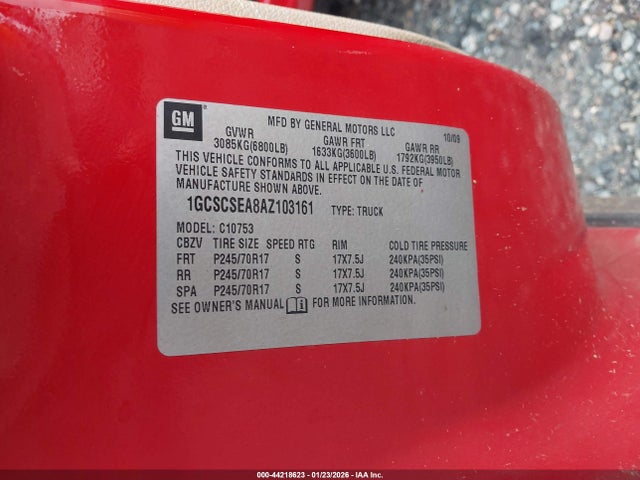 GM
MFD BY GENERAL MOTORS LLC 10/09
GVWR GAWR FRT GAWR RR
3085KG(6800LB) 1633KG(3600LB) 1792KG(3950LB)
THIS VEHICLE CONFORMS TO ALL APPLICABLE U.S. FEDERAL MOTOR
VEHICLE SAFETY STANDARDS IN EFFECT ON THE DATE OF
MANUFACTURE SHOWN ABOVE.
1GCSCSEA8AZ103161 TYPE: TRUCK
MODEL: C10753
CBZV TIRE SIZE SPEED RTG RIM COLD TIRE PRESSURE
FRT P245/70R17 S 17X7.5J 240KPA(35PSI)
RR P245/70R17 S 17X7.5J 240KPA(35PSI)
SPA P245/70R17 S 17X7.5J 240KPA(35PSI)
SEE OWNER'S MANUAL FOR MORE INFORMATION.
000-44218623 - 01/23/2026 - IAA Inc.